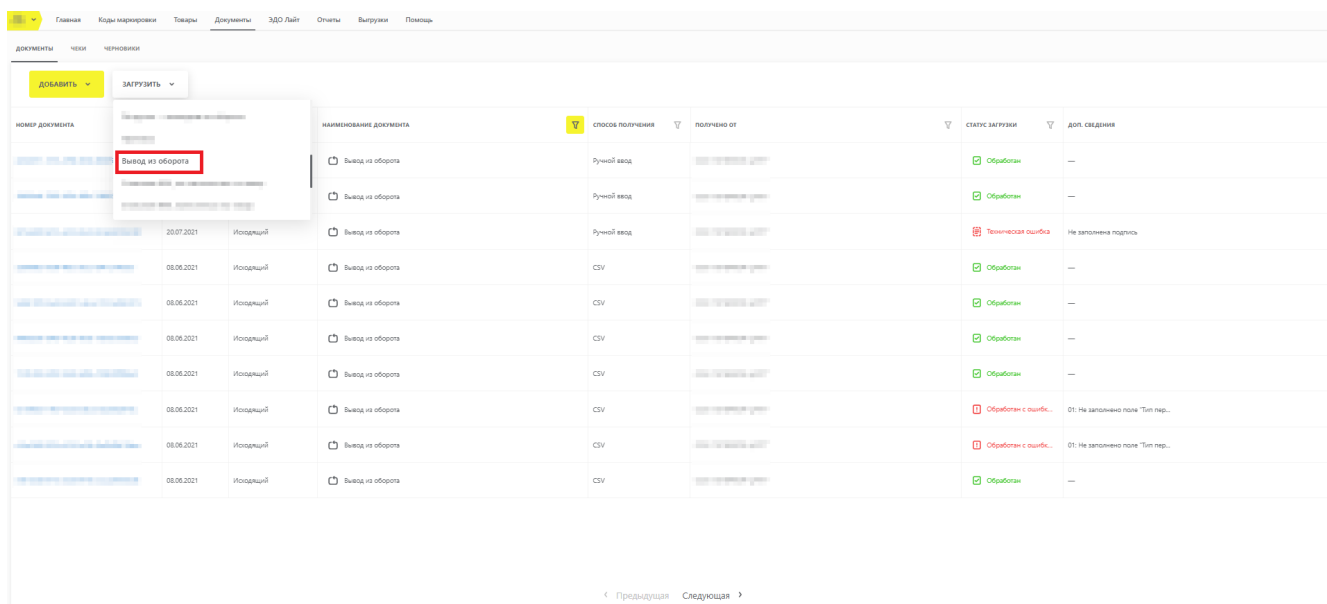 Главная Коды маркировки Товары Документы ЭДО Лайт Отчеты Выгрузки Помощь
ДОКУМЕНТЫ ЧЕКИ ЧЕРНОВИКИ
ДОБАВИТЬ ЗАГРУЗИТЬ
НОМЕР ДОКУМЕНТА НАИМЕНОВАНИЕ ДОКУМЕНТА СПОСОБ ПОЛУЧЕНИЯ ПОЛУЧЕНО ОТ СТАТУС ЗАГРУЗКИ ДОП. СВЕДЕНИЯ
Вывод из оборота Вывод из оборота Ручной ввод Обработан —
Вывод из оборота Ручной ввод Обработан —
20.07.2021 Исходящий Вывод из оборота Ручной ввод Техническая ошибка Не заполнена подпись
08.06.2021 Исходящий Вывод из оборота CSV Обработан —
08.06.2021 Исходящий Вывод из оборота CSV Обработан —
08.06.2021 Исходящий Вывод из оборота CSV Обработан —
08.06.2021 Исходящий Вывод из оборота CSV Обработан —
08.06.2021 Исходящий Вывод из оборота CSV Обработан с ошибк... 01: Не заполнено поле "Тип пер...
08.06.2021 Исходящий Вывод из оборота CSV Обработан с ошибк... 01: Не заполнено поле "Тип пер...
08.06.2021 Исходящий Вывод из оборота CSV Обработан —
Предыдущая Следующая